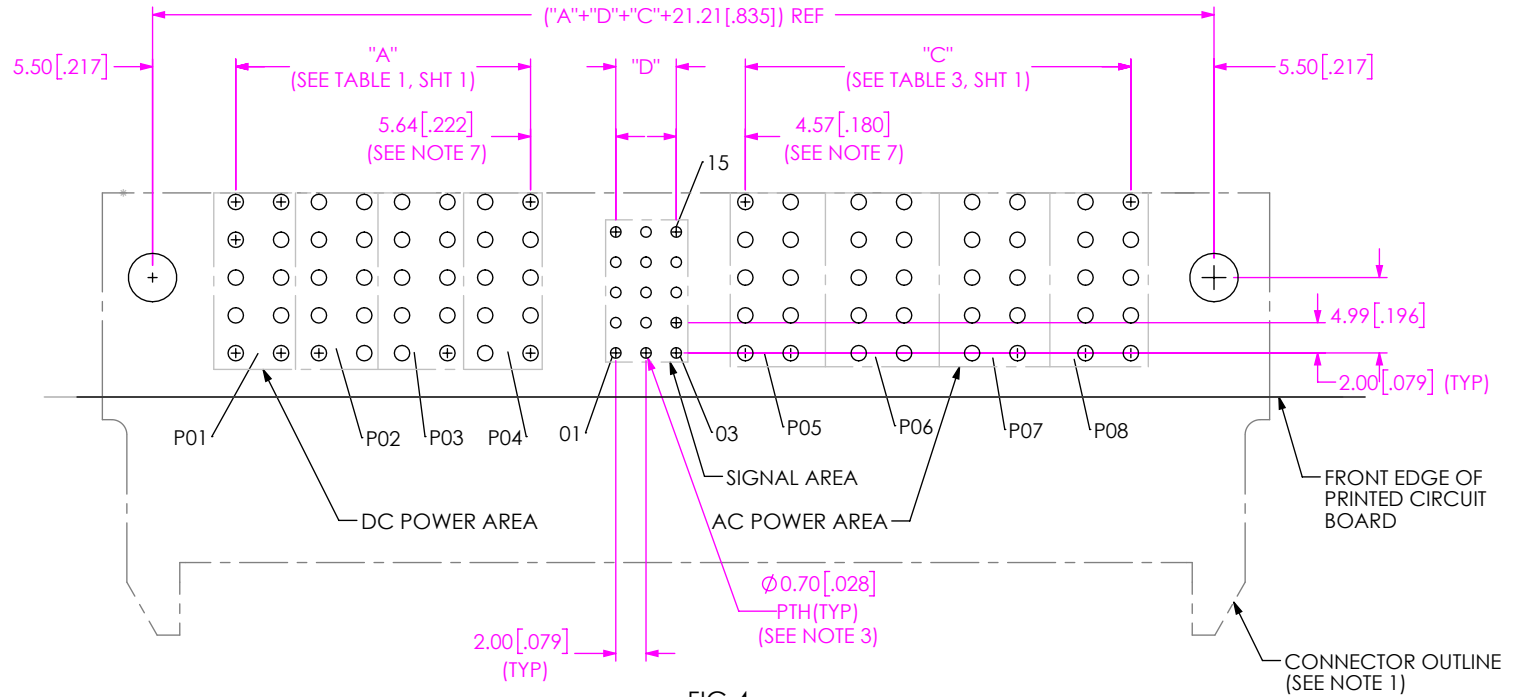 ("A"+"D"+"C"+21.21[.835]) REF
5.50[.217]
"A"
(SEE TABLE 1, SHT 1)
"D"
"C"
(SEE TABLE 3, SHT 1)
5.50[.217]
5.64[.222]
(SEE NOTE 7)
4.57[.180]
(SEE NOTE 7)
15
4.99[.196]
2.00[.079] (TYP)
P01
P02
P03
P04
01
03
P05
P06
P07
P08
SIGNAL AREA
DC POWER AREA
AC POWER AREA
FRONT EDGE OF
PRINTED CIRCUIT
BOARD
Ø0.70[.028]
PTH(TYP)
(SEE NOTE 3)
2.00[.079]
(TYP)
CONNECTOR OUTLINE
(SEE NOTE 1)